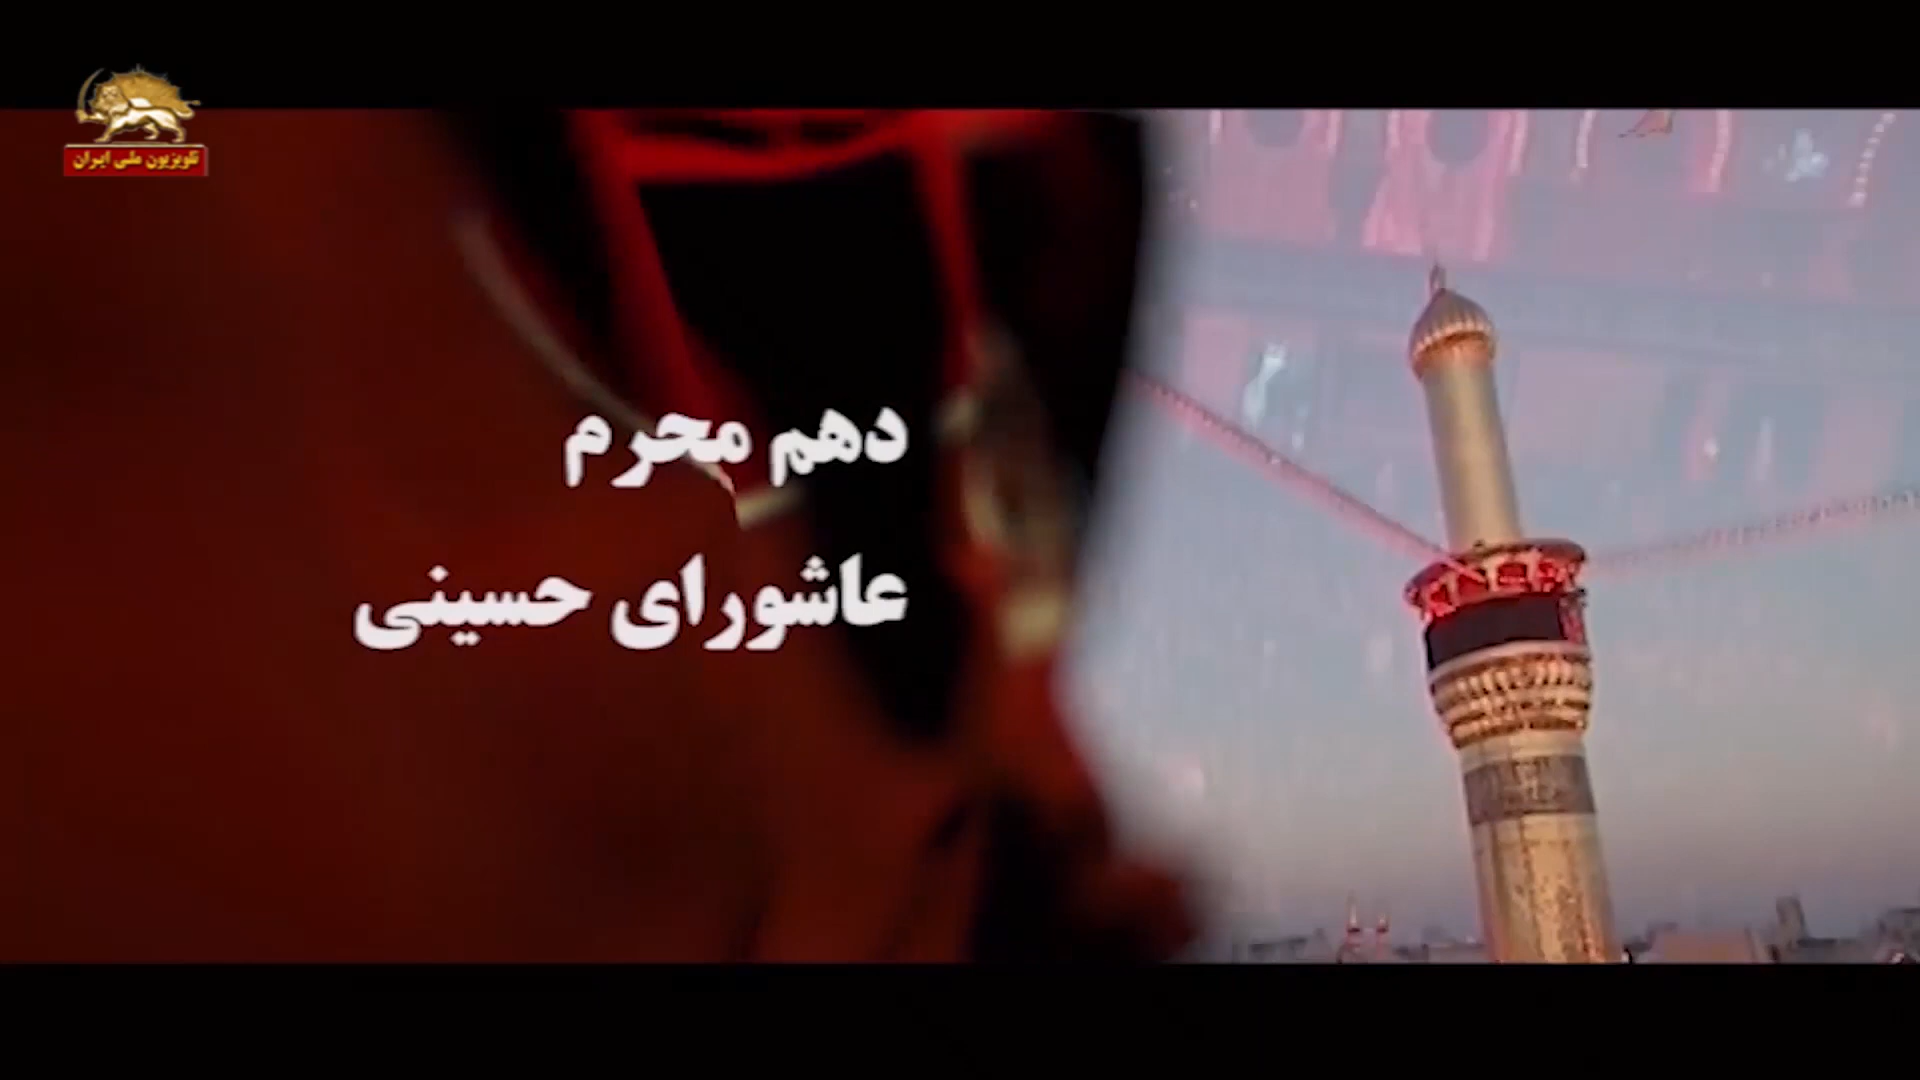 تلویزیون ملی ایران
دهم محرم
عاشورای حسینی